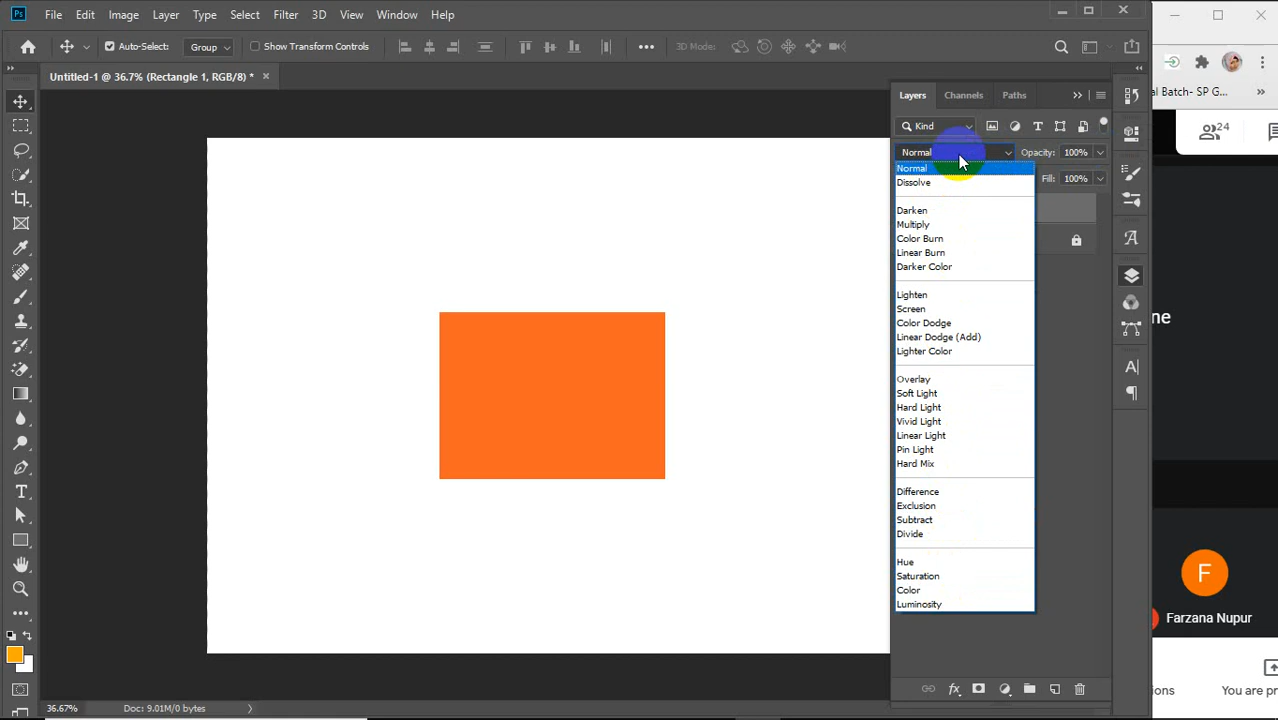 Ps File Edit Image Layer Type Select Filter 3D View Window Help
Auto-Select: Group Show Transform Controls 3D Mode:
Untitled-1 @ 36.7% (Rectangle 1, RGB/8) *
Layers Channels Paths
Kind
Normal Opacity: 100%
Fill: 100%
Normal
Dissolve
Darken
Multiply
Color Burn
Linear Burn
Darker Color
Lighten
Screen
Color Dodge
Linear Dodge (Add)
Lighter Color
Overlay
Soft Light
Hard Light
Vivid Light
Linear Light
Pin Light
Hard Mix
Difference
Exclusion
Subtract
Divide
Hue
Saturation
Color
Luminosity
36.67% Doc: 9.01M/0 bytes
al Batch- SP G...
24
ne
F
Farzana Nupur
ions You are p